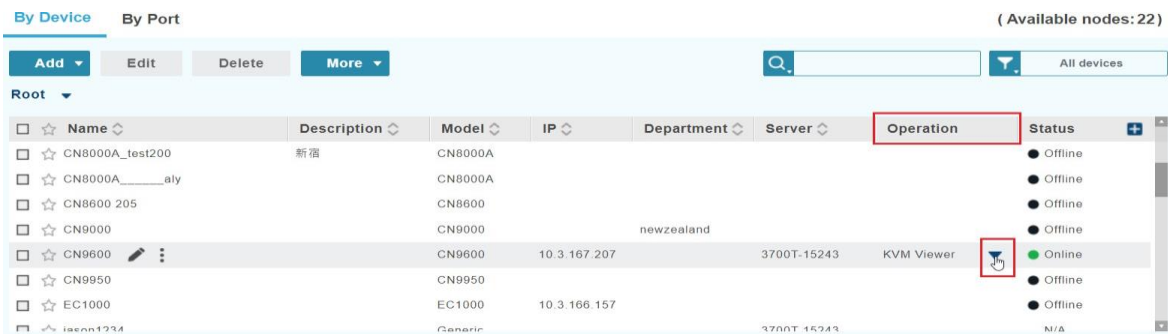 By Device By Port (Available nodes:22)
Add Edit Delete More All devices
Root
Name Description Model IP Department Server Operation Status
CN8000A_test200 新宿 CN8000A Offline
CN8000A______aly CN8000A Offline
CN8600 205 CN8600 Offline
CN9000 CN9000 newzealand Offline
CN9600 CN9600 10.3.167.207 3700T-15243 KVM Viewer Online
CN9950 CN9950 Offline
EC1000 EC1000 10.3.166.157 Offline
jason1234 Generic 3700T-15243 N/A